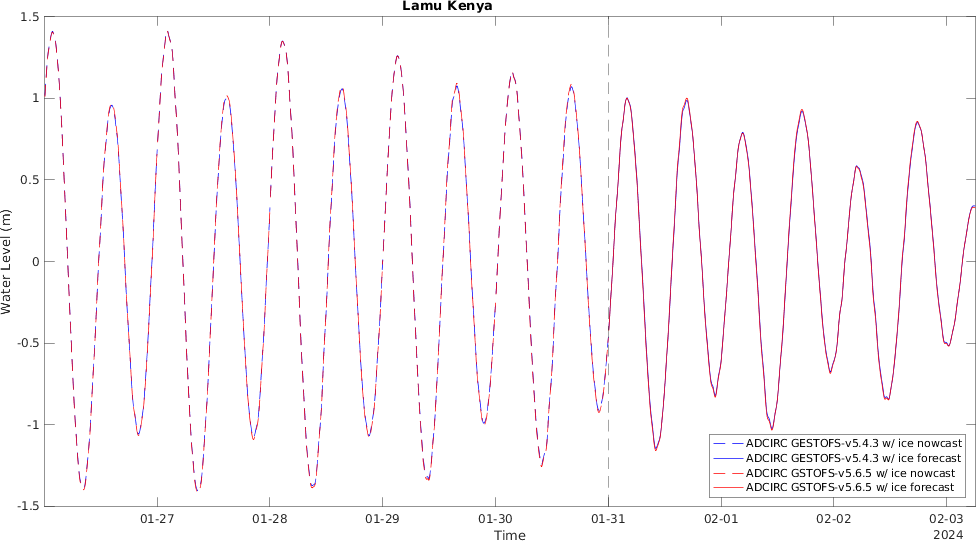 Lamu Kenya
1.5
1
0.5
0
-0.5
-1
-1.5
Water Level (m)
ADCIRC GESTOFS-v5.4.3 w/ ice nowcast
ADCIRC GESTOFS-v5.4.3 w/ ice forecast
ADCIRC GSTOFS-v5.6.5 w/ ice nowcast
ADCIRC GSTOFS-v5.6.5 w/ ice forecast
01-27 01-28 01-29 01-30 01-31 02-01 02-02 02-03
Time 2024